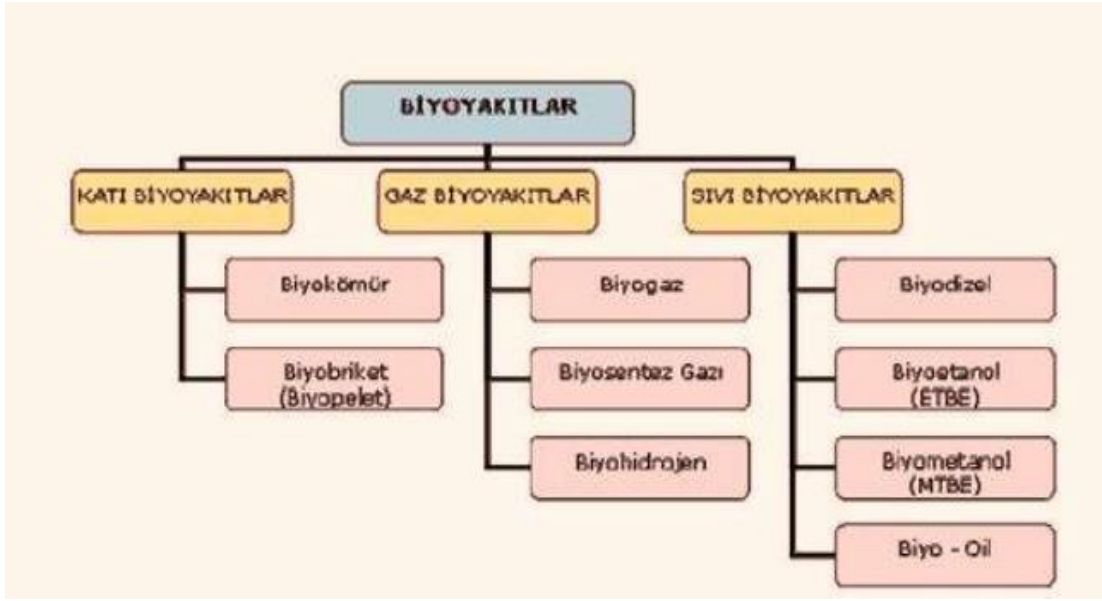 BİYOYAKITLAR
KATI BİYOYAKITLAR
GAZ BİYOYAKITLAR
SIVI BİYOYAKITLAR
Biyokömür
Biyogaz
Biyodizel
Biyobriket
(Biyopelet)
Biyosentez Gazı
Biyoetanol
(ETBE)
Biyohidrojen
Biyometanol
(MTBE)
Biyo - Oil